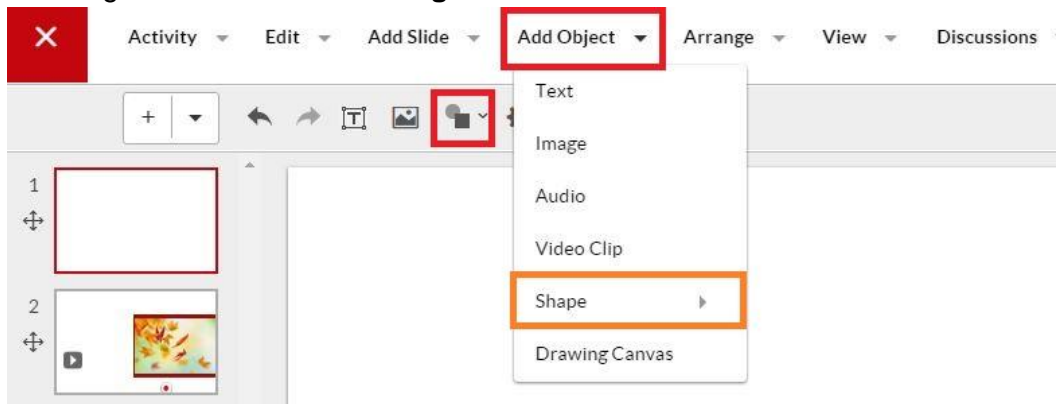 Activity Edit Add Slide Add Object Arrange View Discussions
Text
Image
1
Audio
Video Clip
2
Shape
Drawing Canvas